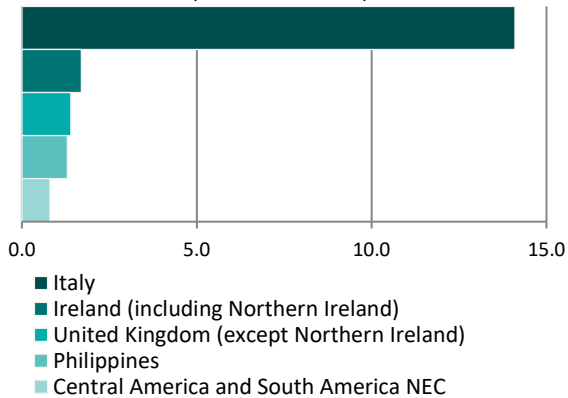 0.0 5.0 10.0 15.0
Italy
Ireland (including Northern Ireland)
United Kingdom (except Northern Ireland)
Philippines
Central America and South America NEC